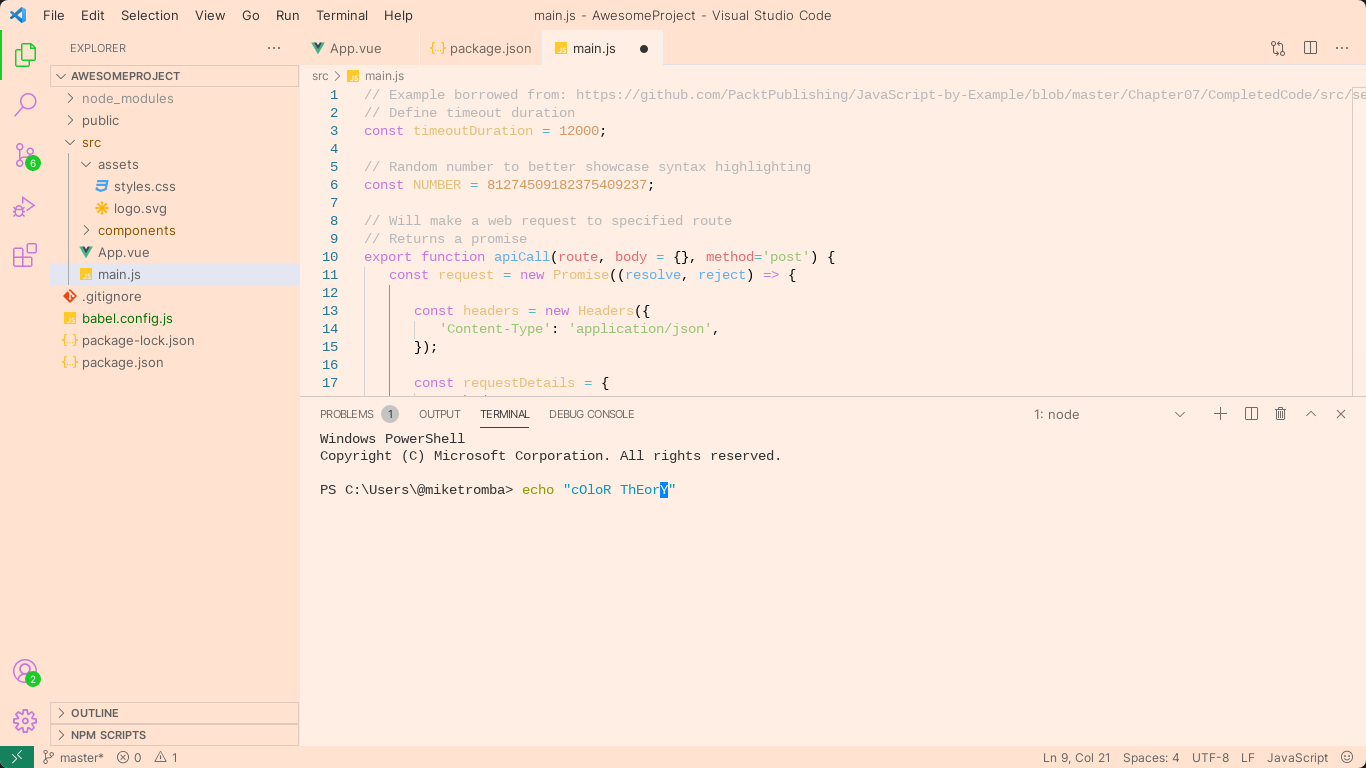 File Edit Selection View Go Run Terminal Help main.js - AwesomeProject - Visual Studio Code
EXPLORER
App.vue package.json main.js
AWESOMEPROJECT
node_modules
public
src
assets
styles.css
logo.svg
components
App.vue
main.js
.gitignore
babel.config.js
package-lock.json
package.json
OUTLINE
NPM SCRIPTS
6
2
src main.js
1 // Example borrowed from: https://github.com/PacktPublishing/JavaScript-by-Example/blob/master/Chapter07/CompletedCode/src/se
2 // Define timeout duration
3 const timeoutDuration = 12000;
4
5 // Random number to better showcase syntax highlighting
6 const NUMBER = 81274509182375409237;
7
8 // Will make a web request to specified route
9 // Returns a promise
10 export function apiCall(route, body = {}, method='post') {
11 const request = new Promise((resolve, reject) => {
12
13 const headers = new Headers({
14 'Content-Type': 'application/json',
15 });
16
17 const requestDetails = {
PROBLEMS 1 OUTPUT TERMINAL DEBUG CONSOLE 1: node
Windows PowerShell
Copyright (C) Microsoft Corporation. All rights reserved.
PS C:\Users\@miketromba> echo "cOloR ThEorY"
master* 0 1 Ln 9, Col 21 Spaces: 4 UTF-8 LF JavaScript